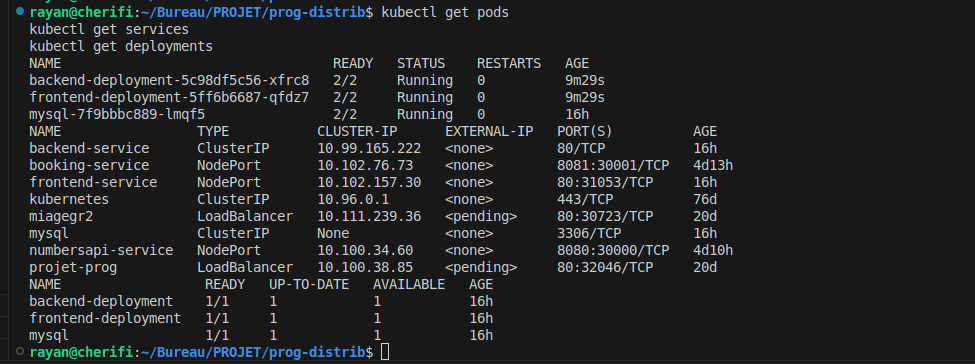 rayan@cherifi:~/Bureau/PROJET/prog-distrib$ kubectl get pods
kubectl get services
kubectl get deployments
NAME READY STATUS RESTARTS AGE
backend-deployment-5c98df5c56-xfrc8 2/2 Running 0 9m29s
frontend-deployment-5ff6b6687-qfdz7 2/2 Running 0 9m29s
mysql-7f9bbbc889-lmqf5 2/2 Running 0 16h
NAME TYPE CLUSTER-IP EXTERNAL-IP PORT(S) AGE
backend-service ClusterIP 10.99.165.222 <none> 80/TCP 16h
booking-service NodePort 10.102.76.73 <none> 8081:30001/TCP 4d13h
frontend-service NodePort 10.102.157.30 <none> 80:31053/TCP 16h
kubernetes ClusterIP 10.96.0.1 <none> 443/TCP 76d
miagegr2 LoadBalancer 10.111.239.36 <pending> 80:30723/TCP 20d
mysql ClusterIP None <none> 3306/TCP 16h
numbersapi-service NodePort 10.100.34.60 <none> 8080:30000/TCP 4d10h
projet-prog LoadBalancer 10.100.38.85 <pending> 80:32046/TCP 20d
NAME READY UP-TO-DATE AVAILABLE AGE
backend-deployment 1/1 1 1 16h
frontend-deployment 1/1 1 1 16h
mysql 1/1 1 1 16h
rayan@cherifi:~/Bureau/PROJET/prog-distrib$